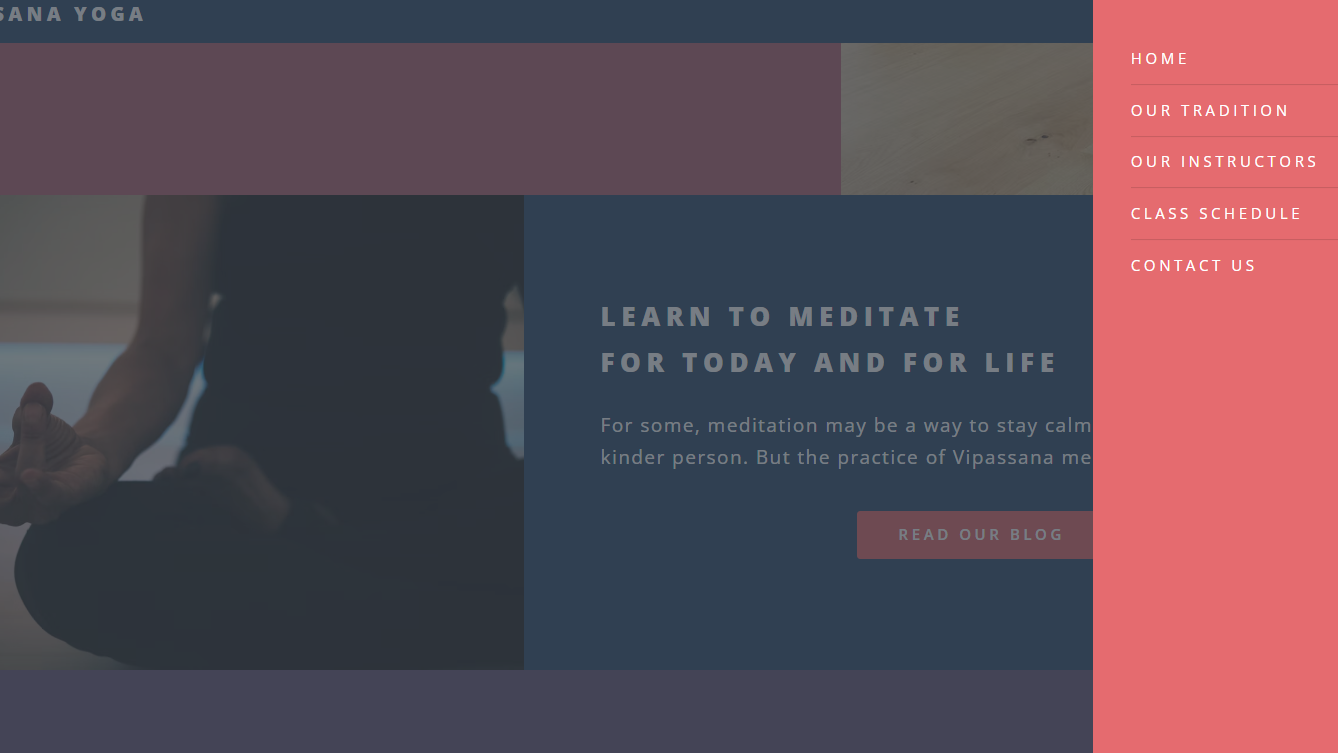 SANA YOGA
HOME
OUR TRADITION
OUR INSTRUCTORS
CLASS SCHEDULE
CONTACT US
LEARN TO MEDITATE
FOR TODAY AND FOR LIFE
For some, meditation may be a way to stay calm
kinder person. But the practice of Vipassana me
READ OUR BLOG